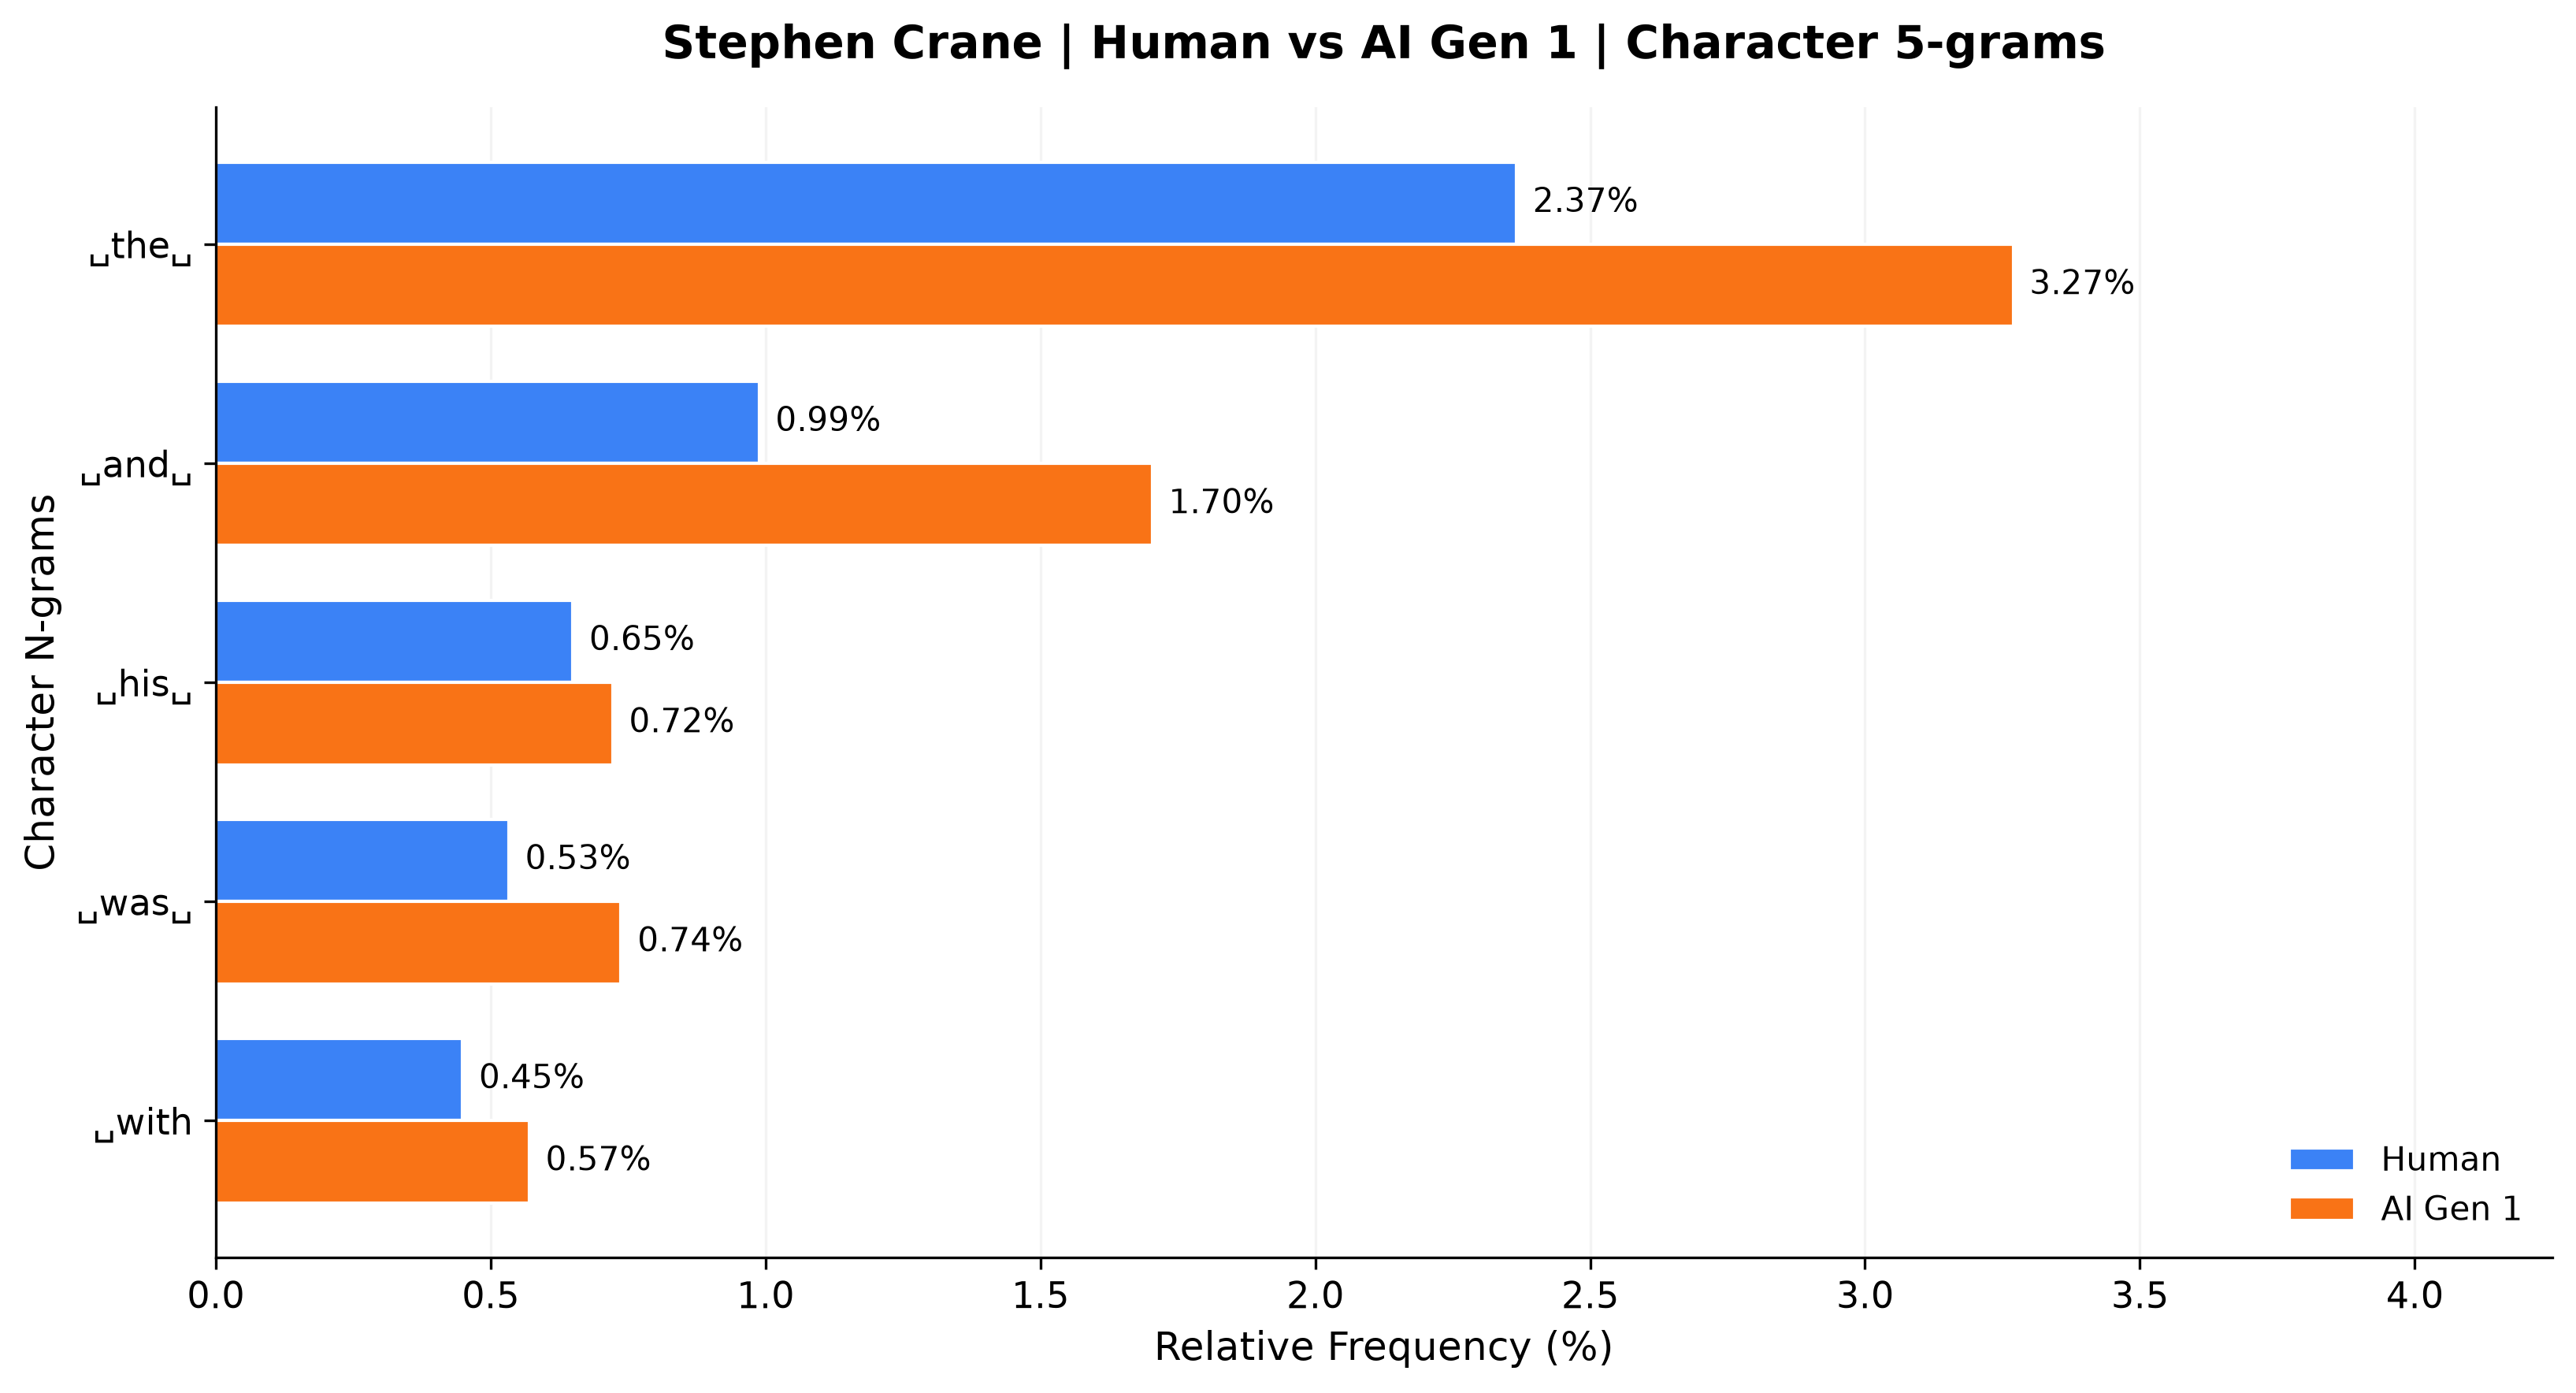 Stephen Crane | Human vs AI Gen 1 | Character 5-grams
Character N-grams
␣the␣
2.37%
3.27%
␣and␣
0.99%
1.70%
␣his␣
0.65%
0.72%
␣was␣
0.53%
0.74%
␣with
0.45%
0.57%
Human
AI Gen 1
0.0 0.5 1.0 1.5 2.0 2.5 3.0 3.5 4.0
Relative Frequency (%)